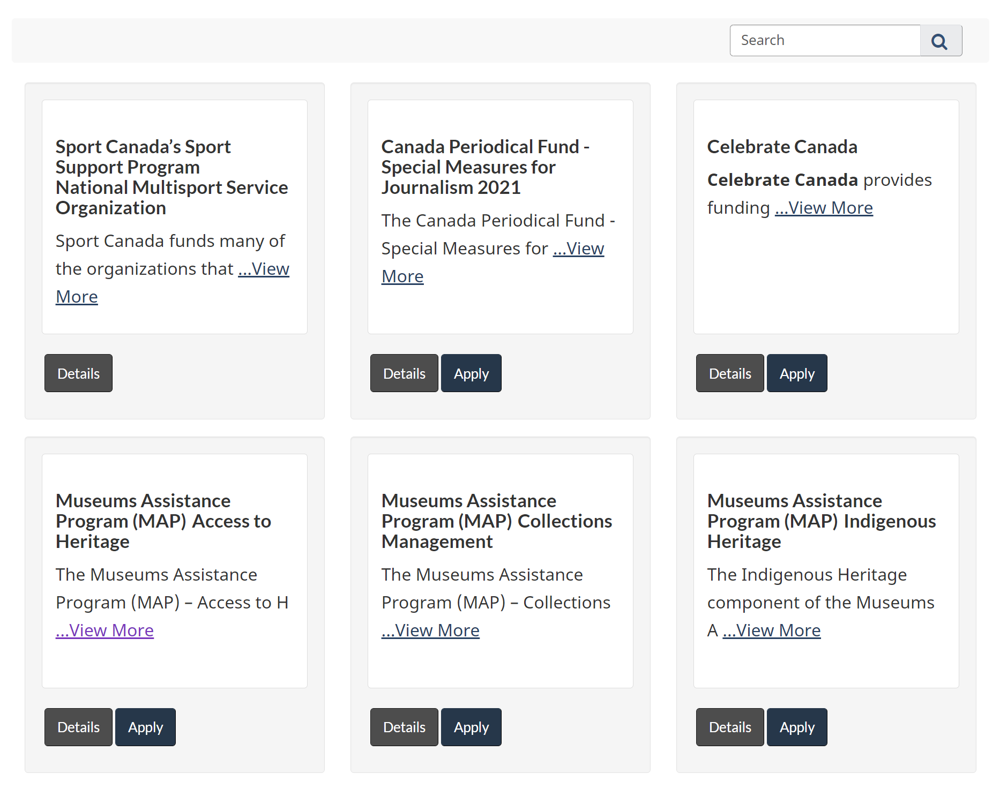 Search
Sport Canada’s Sport
Support Program
National Multisport Service
Organization
Sport Canada funds many of
the organizations that ...View
More
Details
Canada Periodical Fund -
Special Measures for
Journalism 2021
The Canada Periodical Fund -
Special Measures for ...View
More
Details Apply
Celebrate Canada
Celebrate Canada provides
funding ...View More
Details Apply
Museums Assistance
Program (MAP) Access to
Heritage
The Museums Assistance
Program (MAP) – Access to H
...View More
Details Apply
Museums Assistance
Program (MAP) Collections
Management
The Museums Assistance
Program (MAP) – Collections
...View More
Details Apply
Museums Assistance
Program (MAP) Indigenous
Heritage
The Indigenous Heritage
component of the Museums
A ...View More
Details Apply